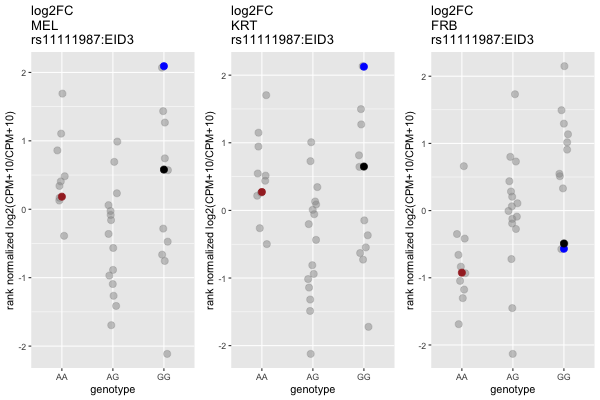 log2FC
MEL
rs11111987:EID3
rank normalized log2(CPM+10/CPM+10)
2
1
0
-1
-2
AA
AG
GG
genotype
log2FC
KRT
rs11111987:EID3
rank normalized log2(CPM+10/CPM+10)
2
1
0
-1
-2
AA
AG
GG
genotype
log2FC
FRB
rs11111987:EID3
rank normalized log2(CPM+10/CPM+10)
2
1
0
-1
-2
AA
AG
GG
genotype